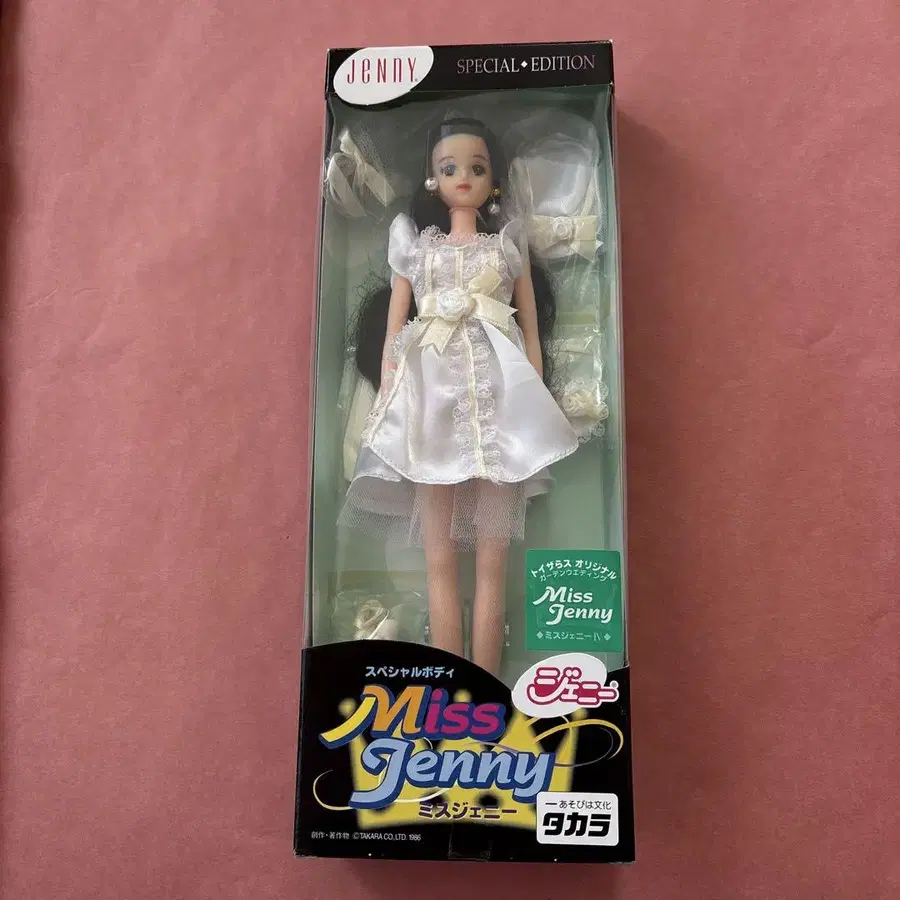 JENNY
SPECIAL◆EDITION
トイザらス オリジナル
ガーデンウエディング
Miss
Jenny
◆ミスジェニーⅣ◆
スペシャルボディ
ジェニー
Miss
Jenny
ミスジェニー
ーあそびは文化
タカラ
創作・著作物 ©TAKARA CO., LTD. 1986